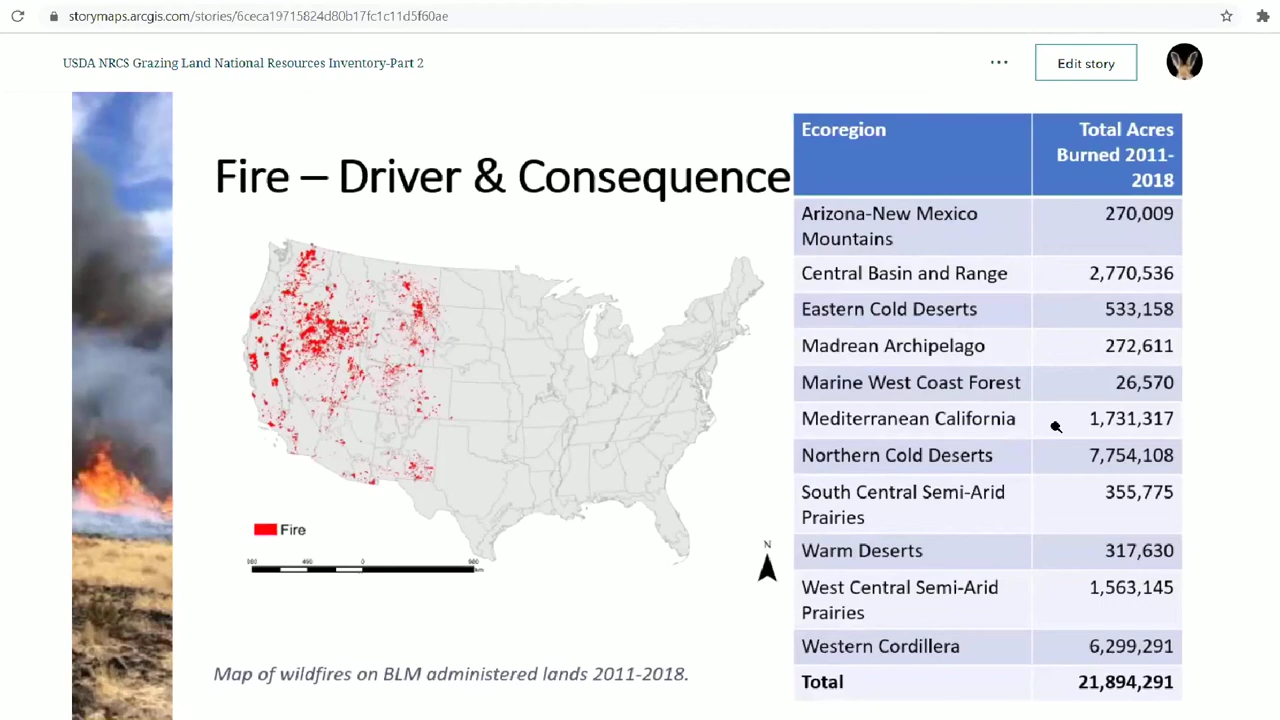 storymaps.arcgis.com/stories/6ceca19715824d80b17fc1c11d5f60ae
USDA NRCS Grazing Land National Resources Inventory-Part 2
Edit story
Fire – Driver & Consequence
Fire
980 490 0 980
km
N
Map of wildfires on BLM administered lands 2011-2018.
Ecoregion Total Acres
Burned 2011-
2018
Arizona-New Mexico 270,009
Mountains
Central Basin and Range 2,770,536
Eastern Cold Deserts 533,158
Madrean Archipelago 272,611
Marine West Coast Forest 26,570
Mediterranean California 1,731,317
Northern Cold Deserts 7,754,108
South Central Semi-Arid 355,775
Prairies
Warm Deserts 317,630
West Central Semi-Arid 1,563,145
Prairies
Western Cordillera 6,299,291
Total 21,894,291